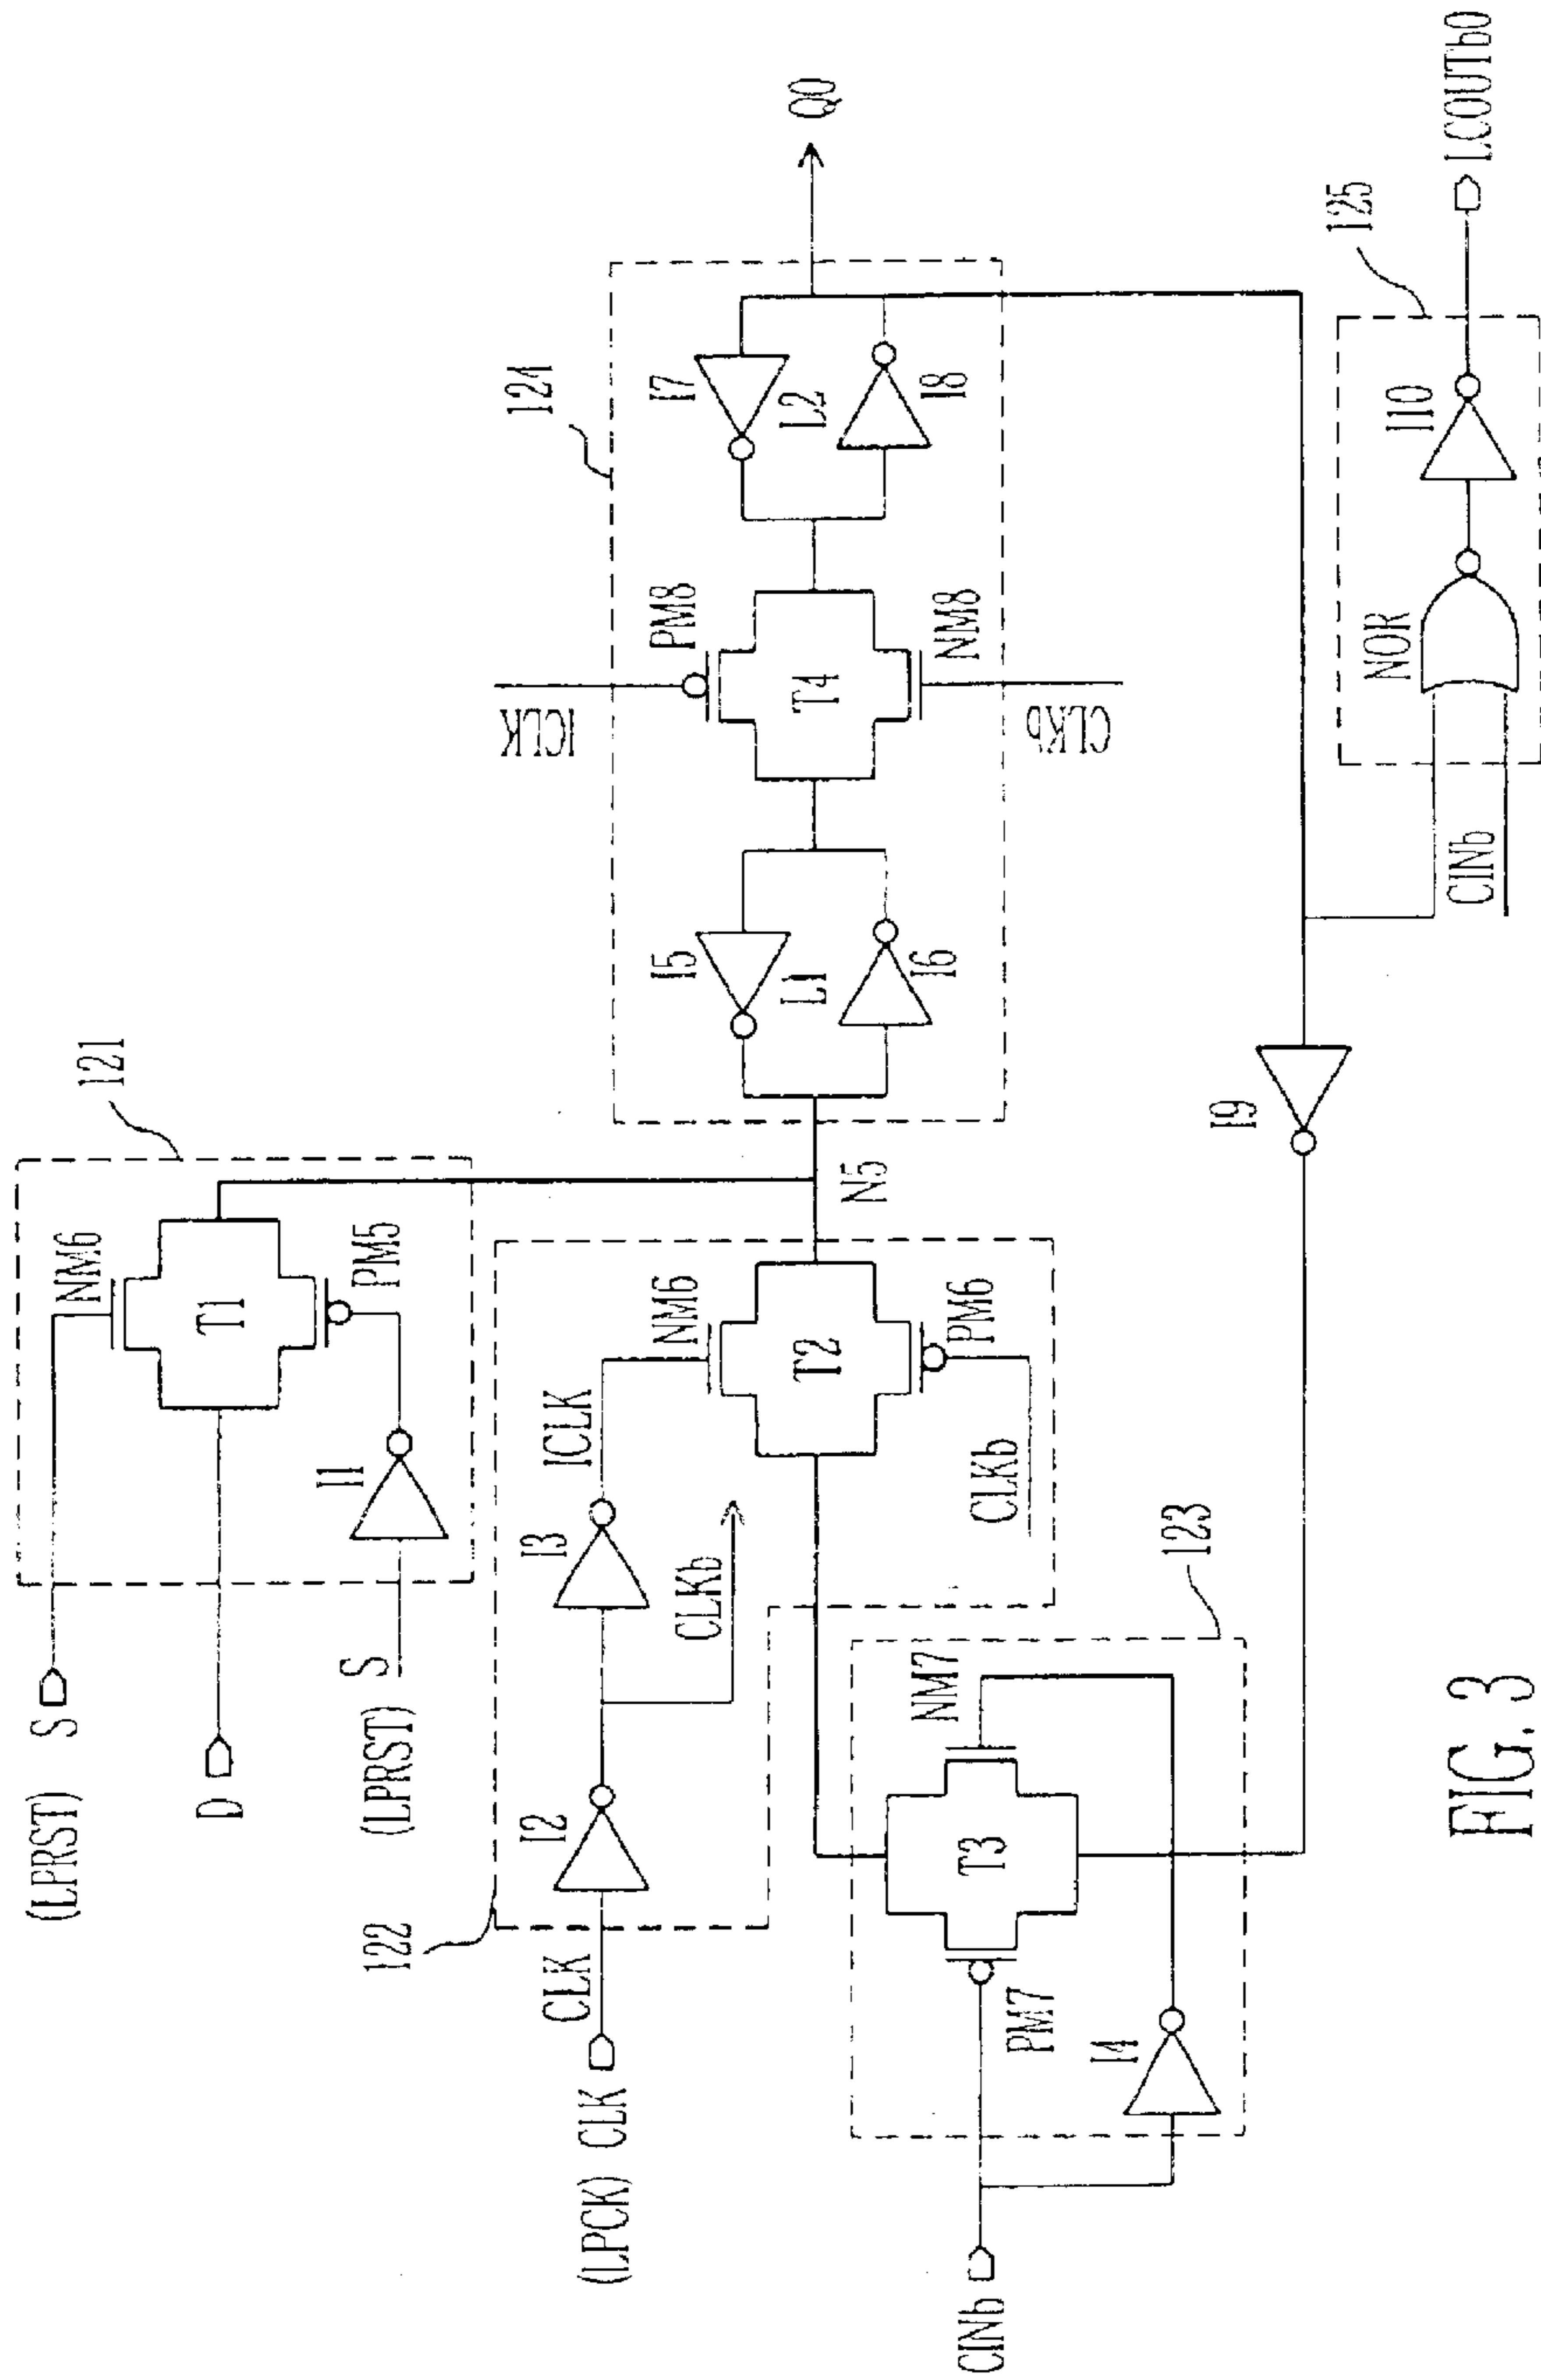 (LPRST) S
D
S
(LPRST)
NM6
T1
PM5
I1
121
122
(LPCK) CLK
CLK
I2
I3
ICLK
CLKb
NM6
T2
PM6
CLKb
N5
CINb
PM7
T3
NM7
I4
123
124
I5
L1
I6
ICLK
PM8
T4
NM8
CLKb
I7
L2
I8
Q0
I9
CINb
NOR
I10
125
LCOUTb0
FIG. 3